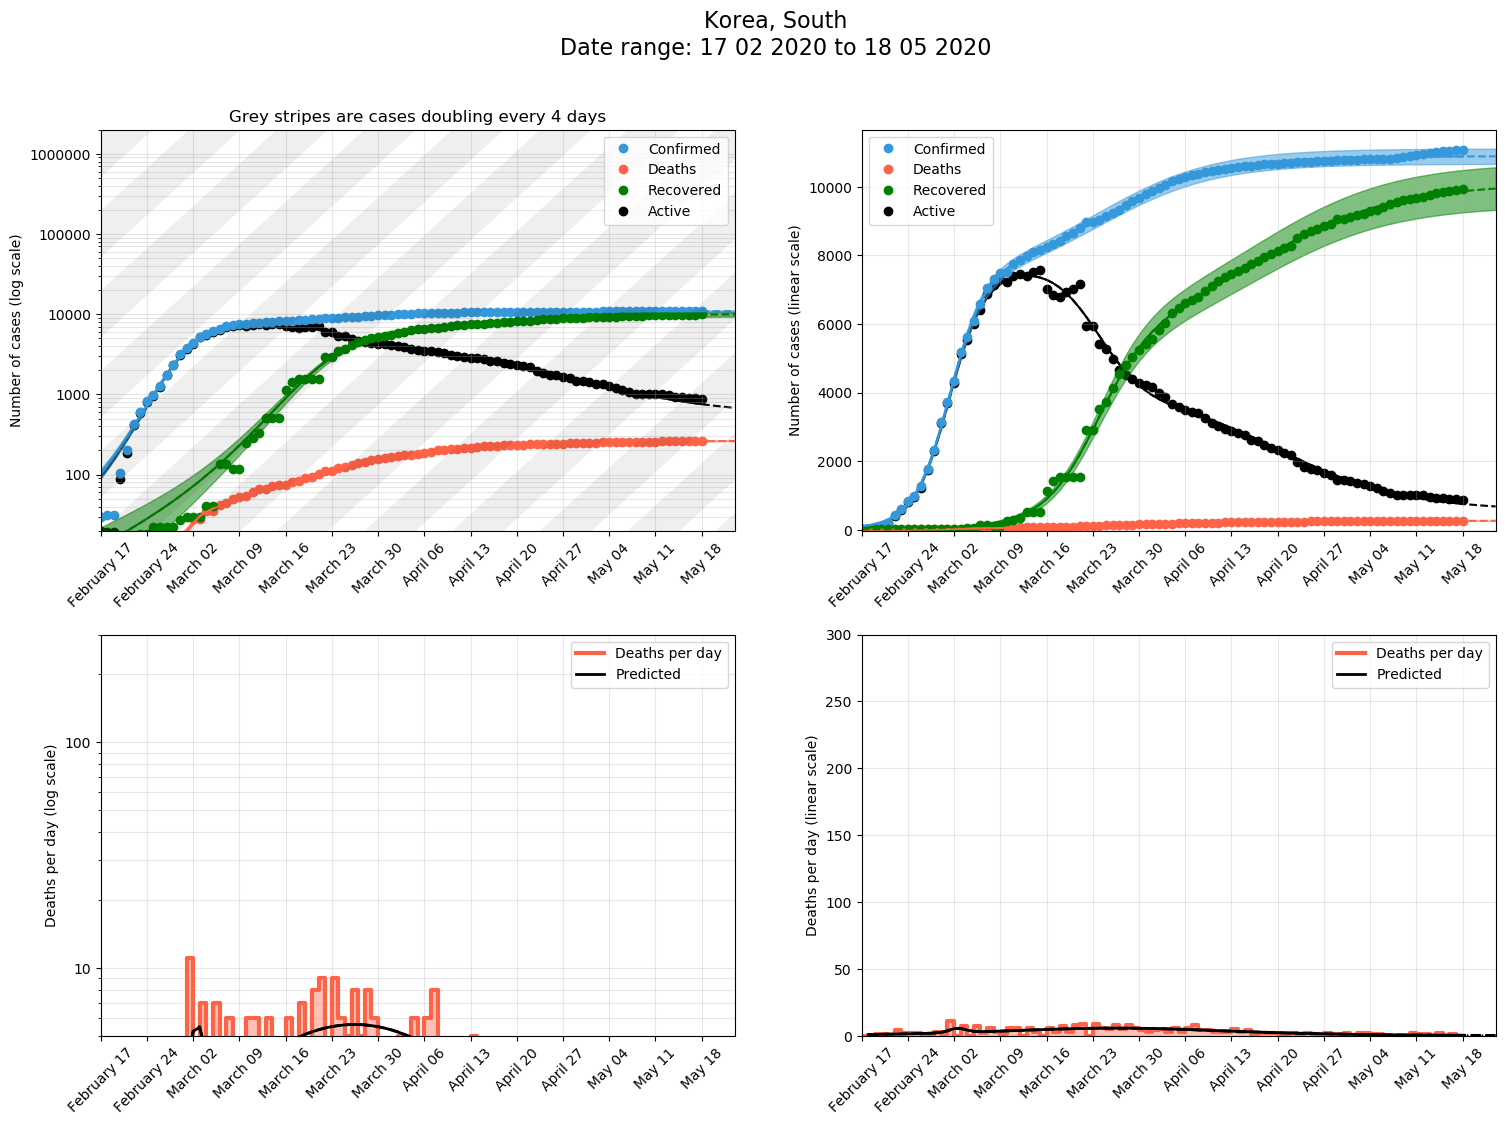 Korea, South
Date range: 17 02 2020 to 18 05 2020
Grey stripes are cases doubling every 4 days
Number of cases (log scale)
1000000
100000
10000
1000
100
Confirmed
Deaths
Recovered
Active
February 17
February 24
March 02
March 09
March 16
March 23
March 30
April 06
April 13
April 20
April 27
May 04
May 11
May 18
Number of cases (linear scale)
10000
8000
6000
4000
2000
0
Confirmed
Deaths
Recovered
Active
February 17
February 24
March 02
March 09
March 16
March 23
March 30
April 06
April 13
April 20
April 27
May 04
May 11
May 18
Deaths per day (log scale)
100
10
Deaths per day
Predicted
February 17
February 24
March 02
March 09
March 16
March 23
March 30
April 06
April 13
April 20
April 27
May 04
May 11
May 18
Deaths per day (linear scale)
300
250
200
150
100
50
0
Deaths per day
Predicted
February 17
February 24
March 02
March 09
March 16
March 23
March 30
April 06
April 13
April 20
April 27
May 04
May 11
May 18